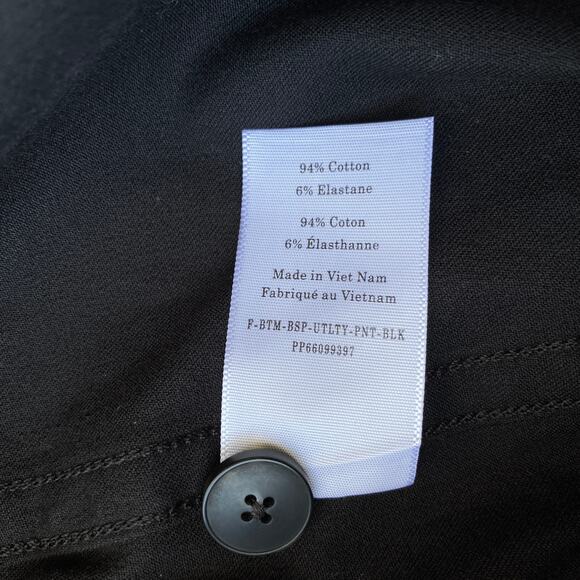 94% Cotton
6% Elastane
94% Coton
6% Élasthanne
Made in Viet Nam
Fabriqué au Vietnam
F-BTM-BSP-UTLTY-PNT-BLK
PP66099397